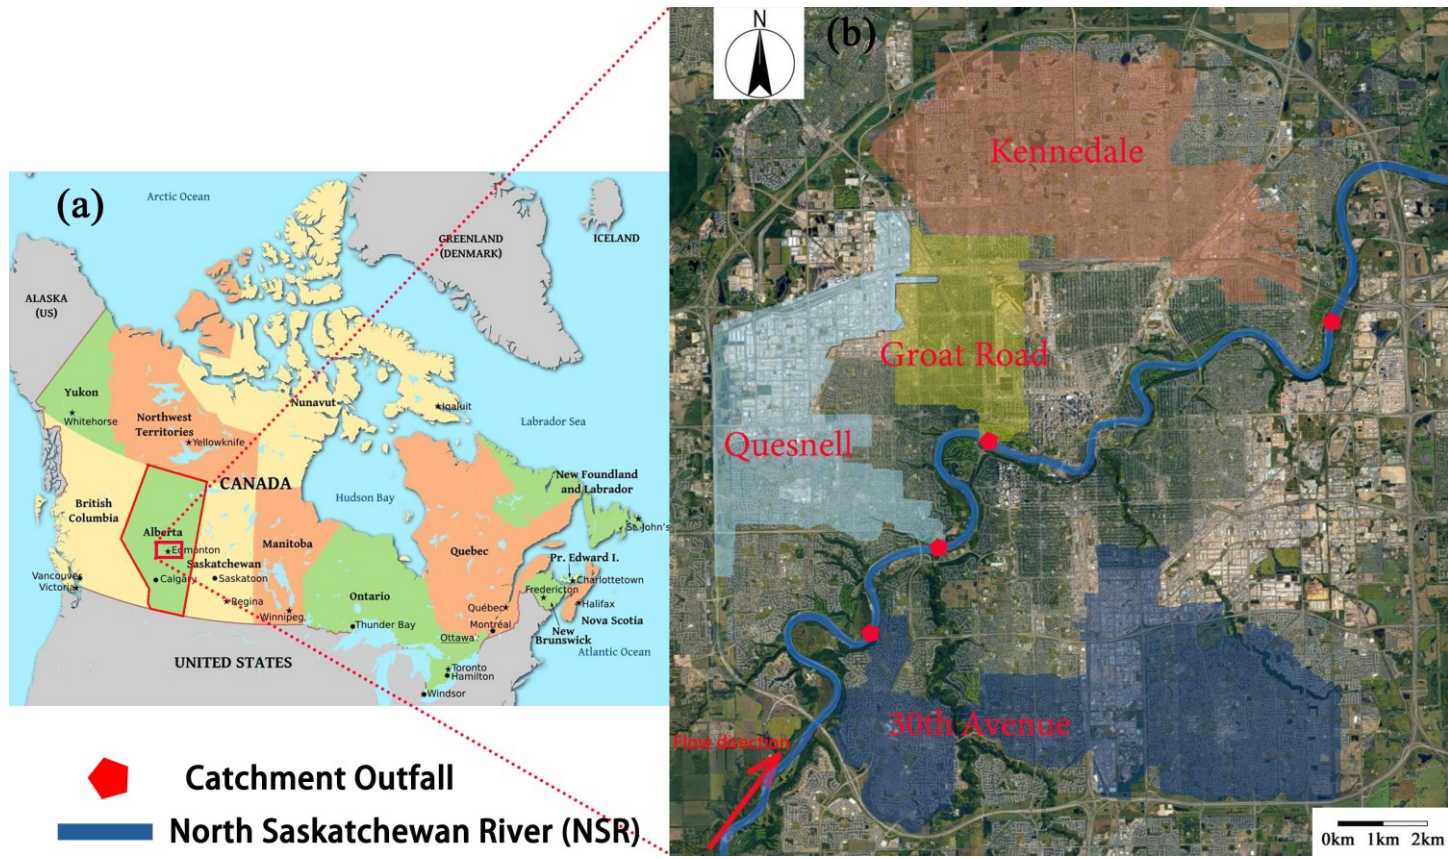 (a)
Arctic Ocean
GREENLAND
(DENMARK)
ICELAND
ALASKA
(US)
Yukon
Whitehorse
Northwest
Territories
Yellowknife
Nunavut
Iqaluit
Labrador Sea
CANADA
Hudson Bay
New Foundland
and Labrador
St. John's
British
Columbia
Alberta
Edmonton
Saskatchewan
Manitoba
Quebec
Pr. Edward I.
Charlottetown
Vancouver
Victoria
Calgary
Saskatoon
Regina
Winnipeg
Ontario
Thunder Bay
Fredericton
Québec
Halifax
Nova Scotia
Montréal
New
Brunswick
Ottawa
Atlantic Ocean
UNITED STATES
Toronto
Hamilton
Windsor
Catchment Outfall
North Saskatchewan River (NSR)
N
(b)
Kennedale
Groat Road
Quesnell
30th Avenue
Flow direction
0km 1km 2km